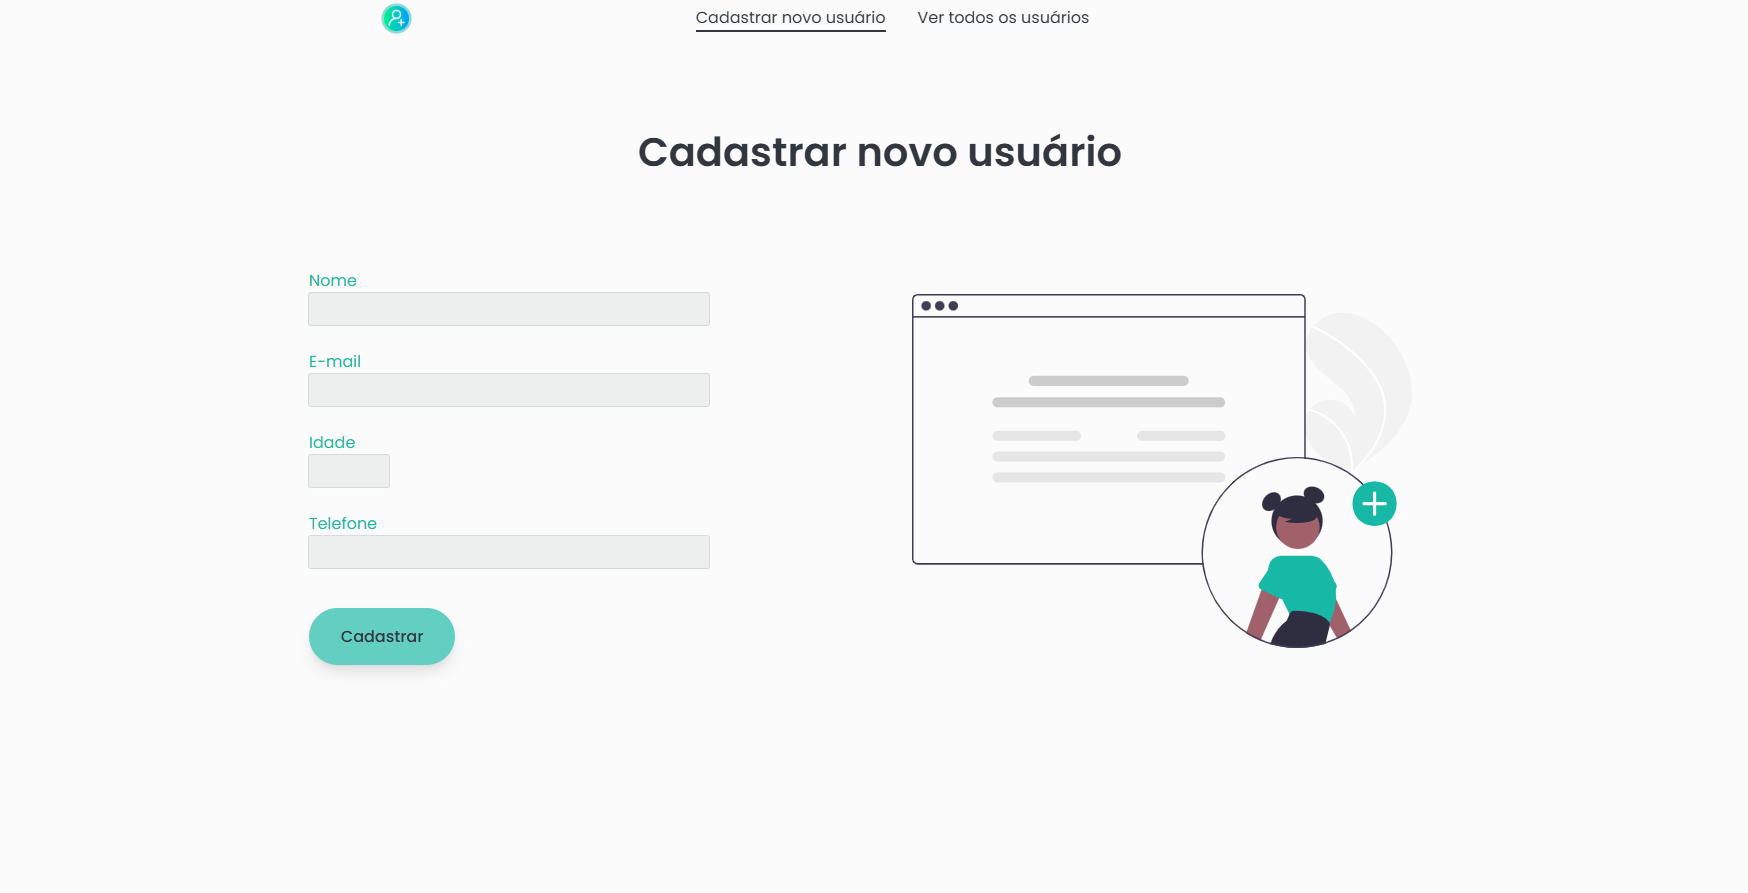 Cadastrar novo usuário
Ver todos os usuários
Cadastrar novo usuário
Nome
E-mail
Idade
Telefone
Cadastrar